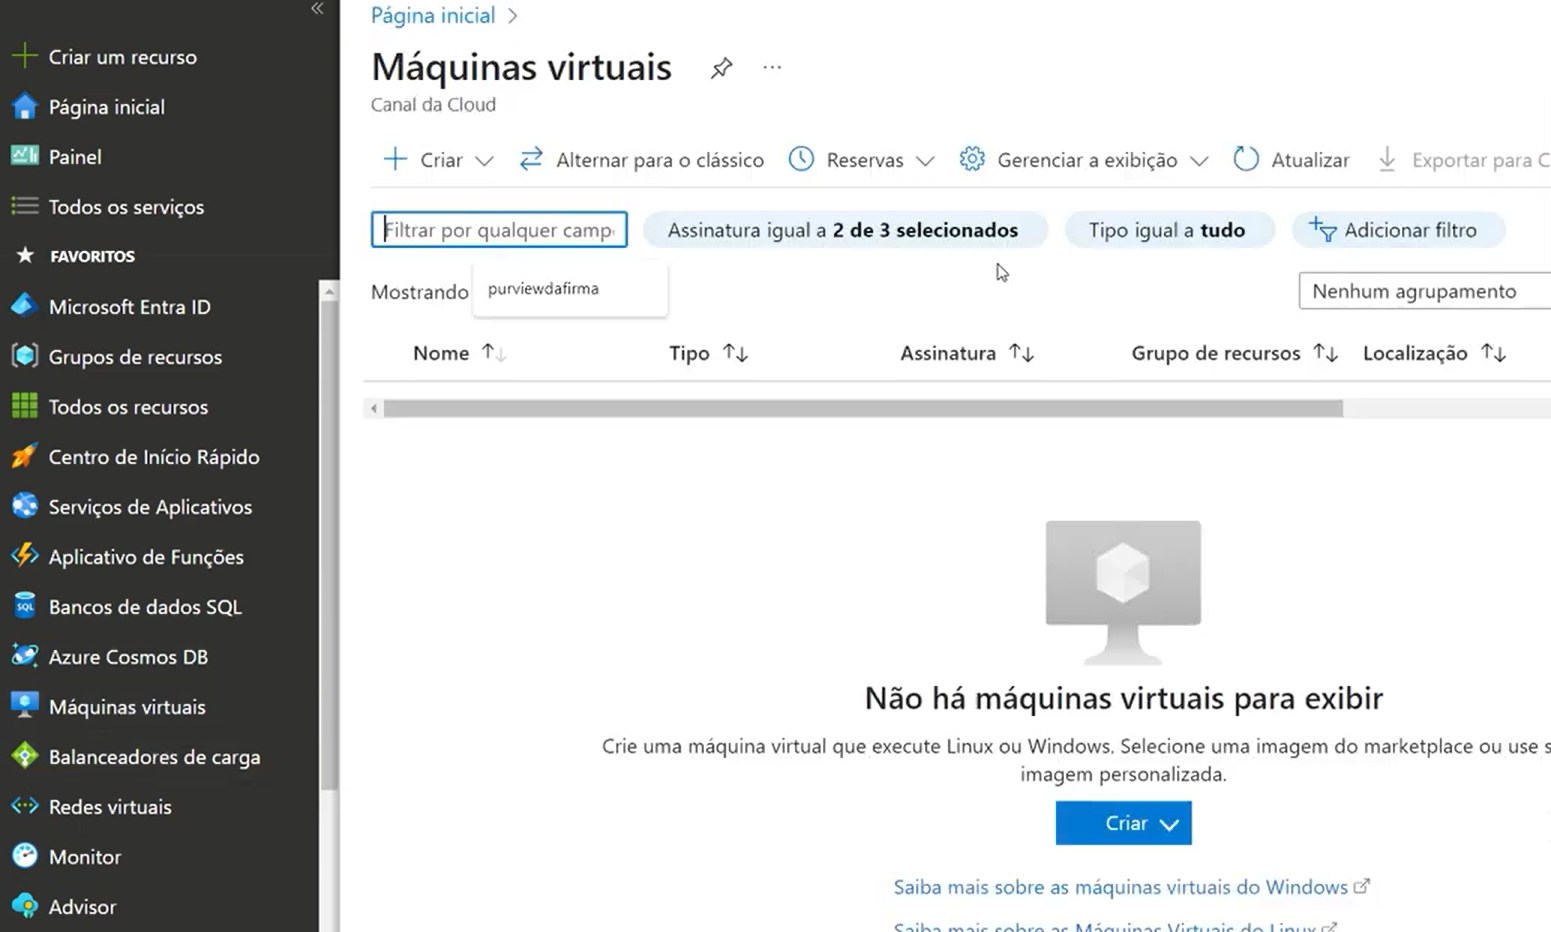 Criar um recurso
Página inicial
Painel
Todos os serviços
FAVORITOS
Microsoft Entra ID
Grupos de recursos
Todos os recursos
Centro de Início Rápido
Serviços de Aplicativos
Aplicativo de Funções
Bancos de dados SQL
Azure Cosmos DB
Máquinas virtuais
Balanceadores de carga
Redes virtuais
Monitor
Advisor
Página inicial
Máquinas virtuais
Canal da Cloud
Criar Alternar para o clássico Reservas Gerenciar a exibição Atualizar Exportar para C
Filtrar por qualquer camp Assinatura igual a 2 de 3 selecionados Tipo igual a tudo Adicionar filtro
Mostrando purviewdafirma Nenhum agrupamento
Nome Tipo Assinatura Grupo de recursos Localização
Não há máquinas virtuais para exibir
Crie uma máquina virtual que execute Linux ou Windows. Selecione uma imagem do marketplace ou use s
imagem personalizada.
Criar
Saiba mais sobre as máquinas virtuais do Windows
Saiba mais sobre as Máquinas Virtuais do Linux